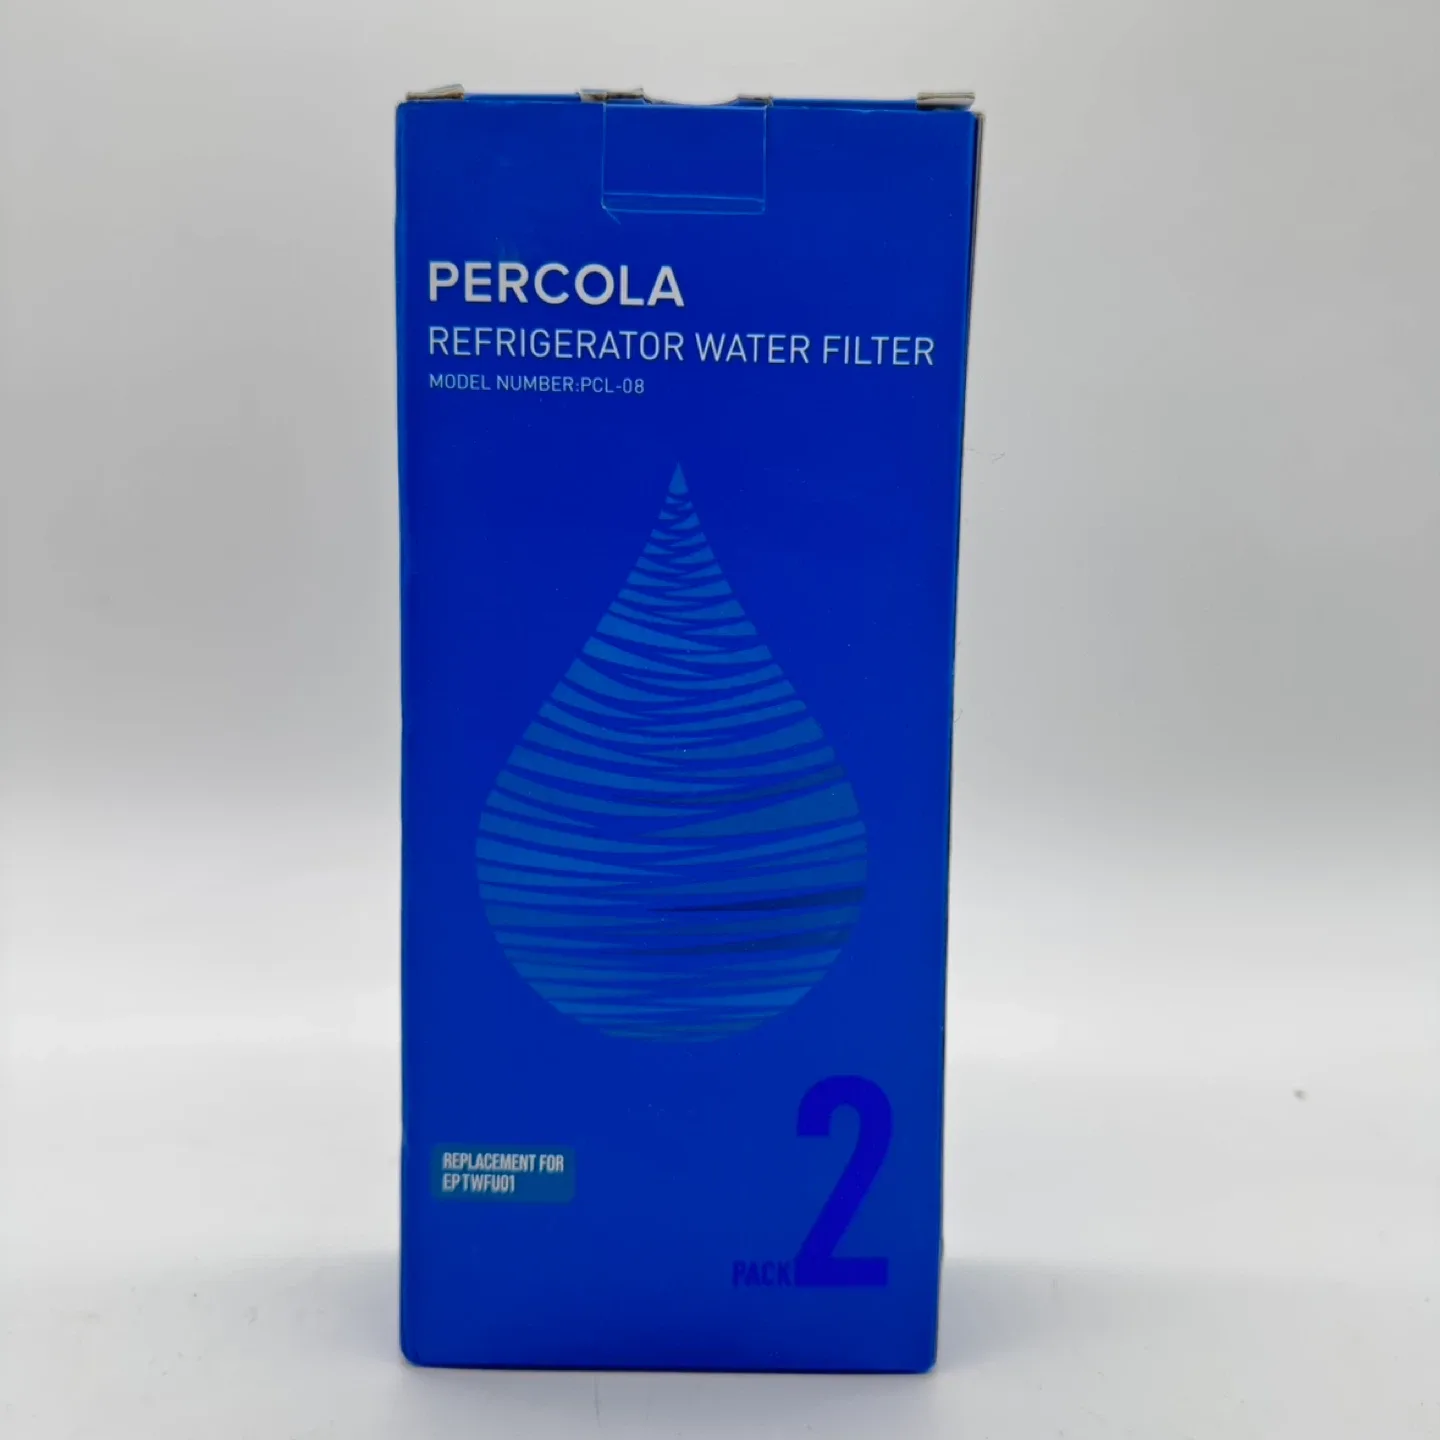 PERCOLA
REFRIGERATOR WATER FILTER
MODEL NUMBER:PCL-08
REPLACEMENT FOR
EPTWFU01
PACK 2